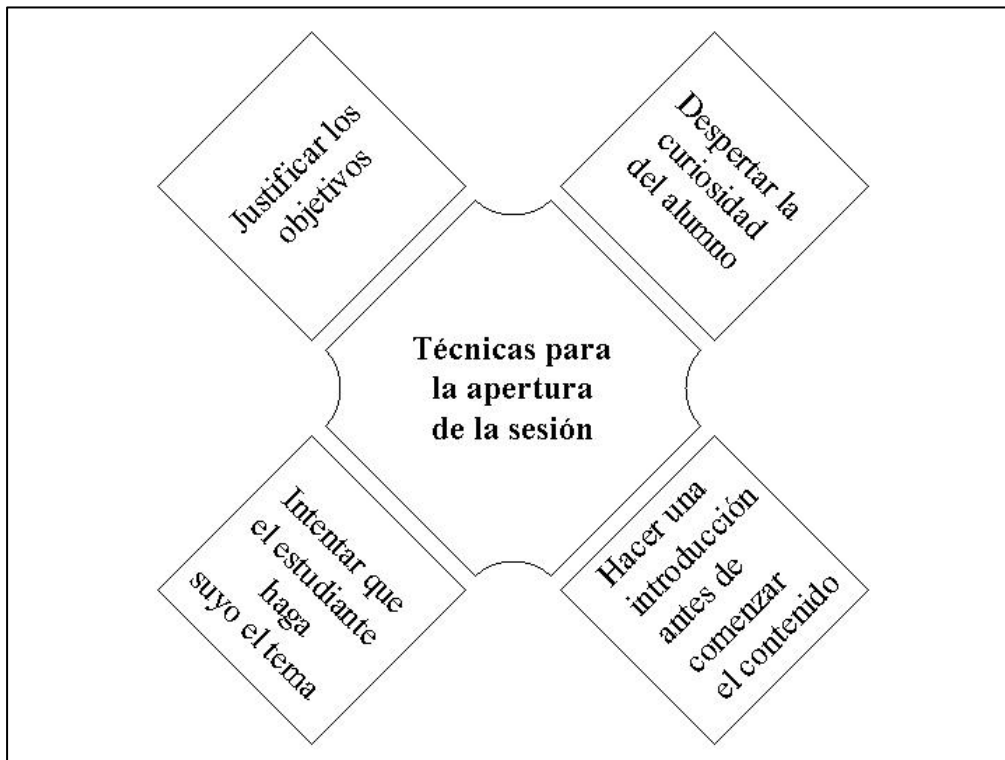 Justificar los
objetivos
Despertar la
curiosidad
del alumno
Técnicas para
la apertura
de la sesión
Intentar que
el estudiante
haga
suyo el tema
Hacer una
introducción
antes de
comenzar
el contenido